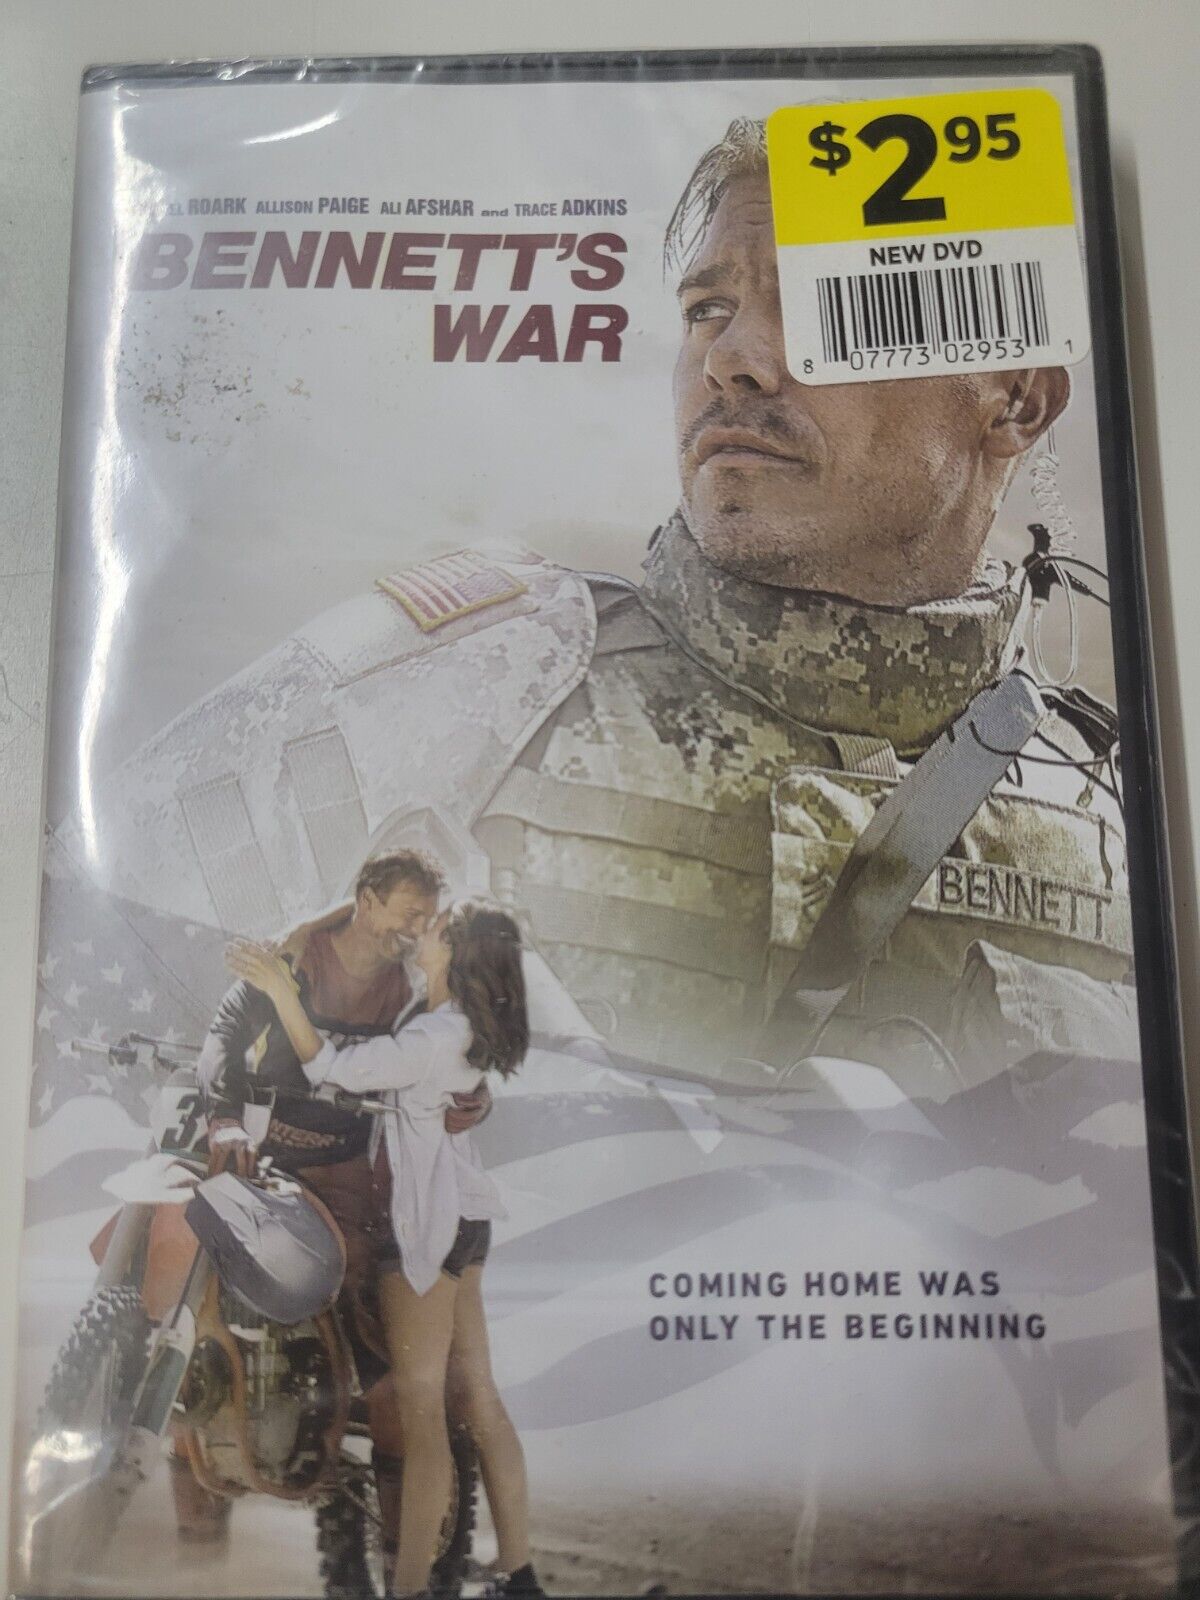 $2.95
NEW DVD
8 07773 02953 1
ROARK ALLISON PAIGE ALI AFSHAR and TRACE ADKINS
BENNETT'S
WAR
BENNETT
3
COMING HOME WAS
ONLY THE BEGINNING